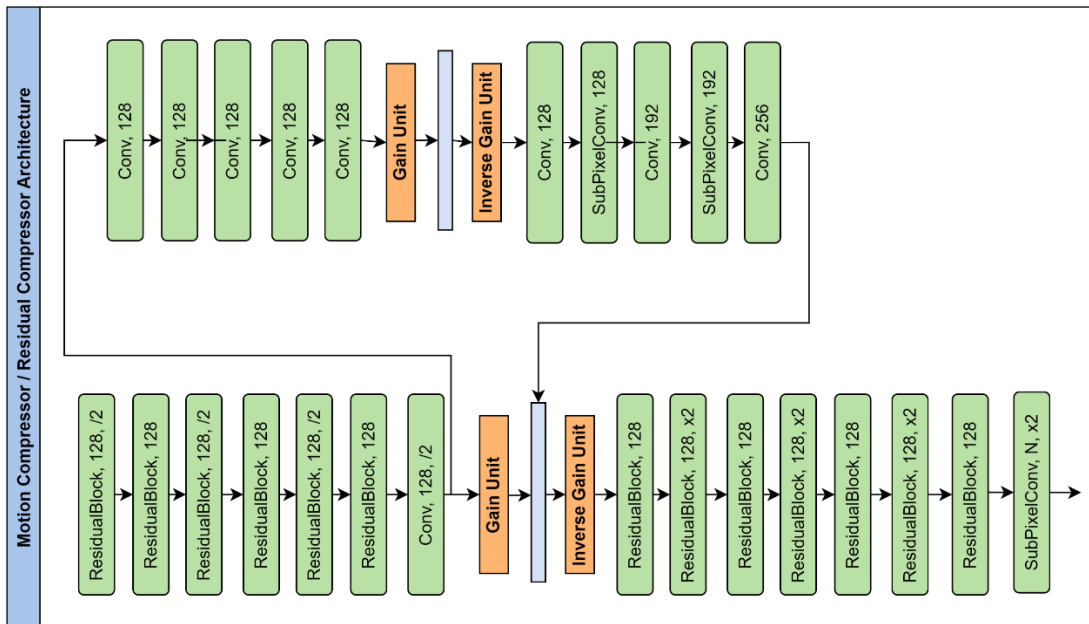 Motion Compressor / Residual Compressor Architecture
Conv, 128
Conv, 128
Conv, 128
Conv, 128
Conv, 128
Gain Unit
Inverse Gain Unit
Conv, 128
SubPixelConv, 128
Conv, 192
SubPixelConv, 192
Conv, 256
ResidualBlock, 128, /2
ResidualBlock, 128
ResidualBlock, 128, /2
ResidualBlock, 128
ResidualBlock, 128, /2
ResidualBlock, 128
Conv, 128, /2
Gain Unit
Inverse Gain Unit
ResidualBlock, 128
ResidualBlock, 128, x2
ResidualBlock, 128
ResidualBlock, 128, x2
ResidualBlock, 128
ResidualBlock, 128, x2
ResidualBlock, 128
SubPixelConv, N, x2